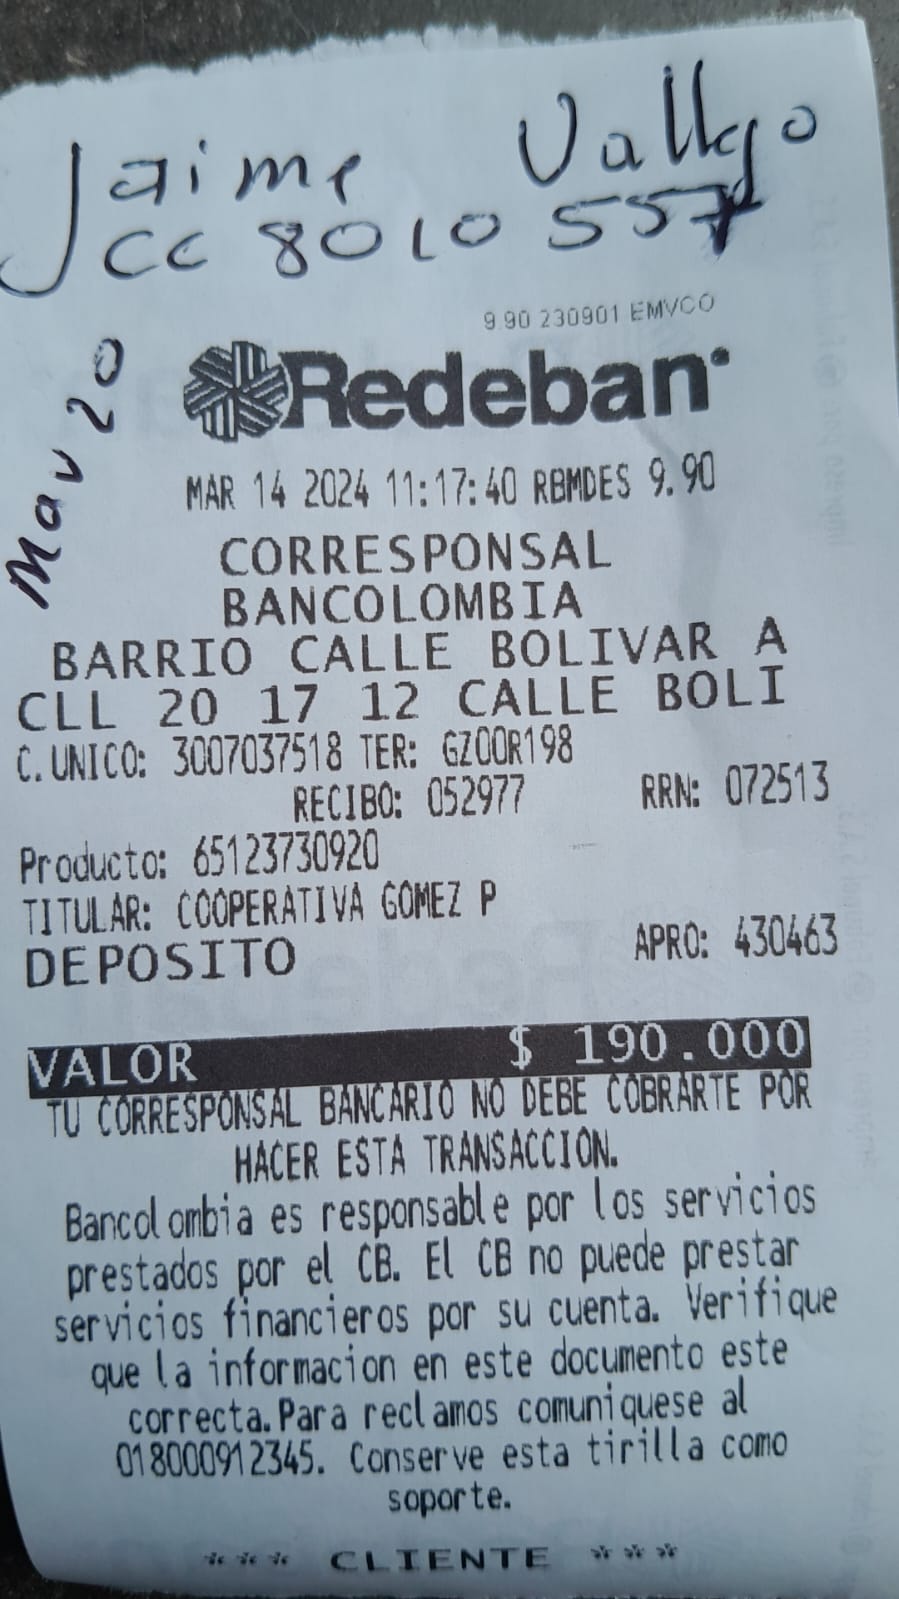 Jaime Vallejo
CC 8010557
Mar 20
9.90 230901 EMVCO
Redeban
MAR 14 2024 11:17:40 RBMDES 9.90
CORRESPONSAL
BANCOLOMBIA
BARRIO CALLE BOLIVAR A
CLL 20 17 12 CALLE BOLI
C. UNICO: 3007037518 TER: GZ00R198
RECIBO: 052977 RRN: 072513
Producto: 65123730920
TITULAR: COOPERATIVA GOMEZ P
DEPOSITO APRO: 430463
VALOR $ 190.000
TU CORRESPONSAL BANCARIO NO DEBE COBRARTE POR
HACER ESTA TRANSACCION.
Bancolombia es responsable por los servicios
prestados por el CB. El CB no puede prestar
servicios financieros por su cuenta. Verifique
que la informacion en este documento este
correcta.Para reclamos comuniquese al
018000912345. Conserve esta tirilla como
soporte.
*** CLIENTE ***